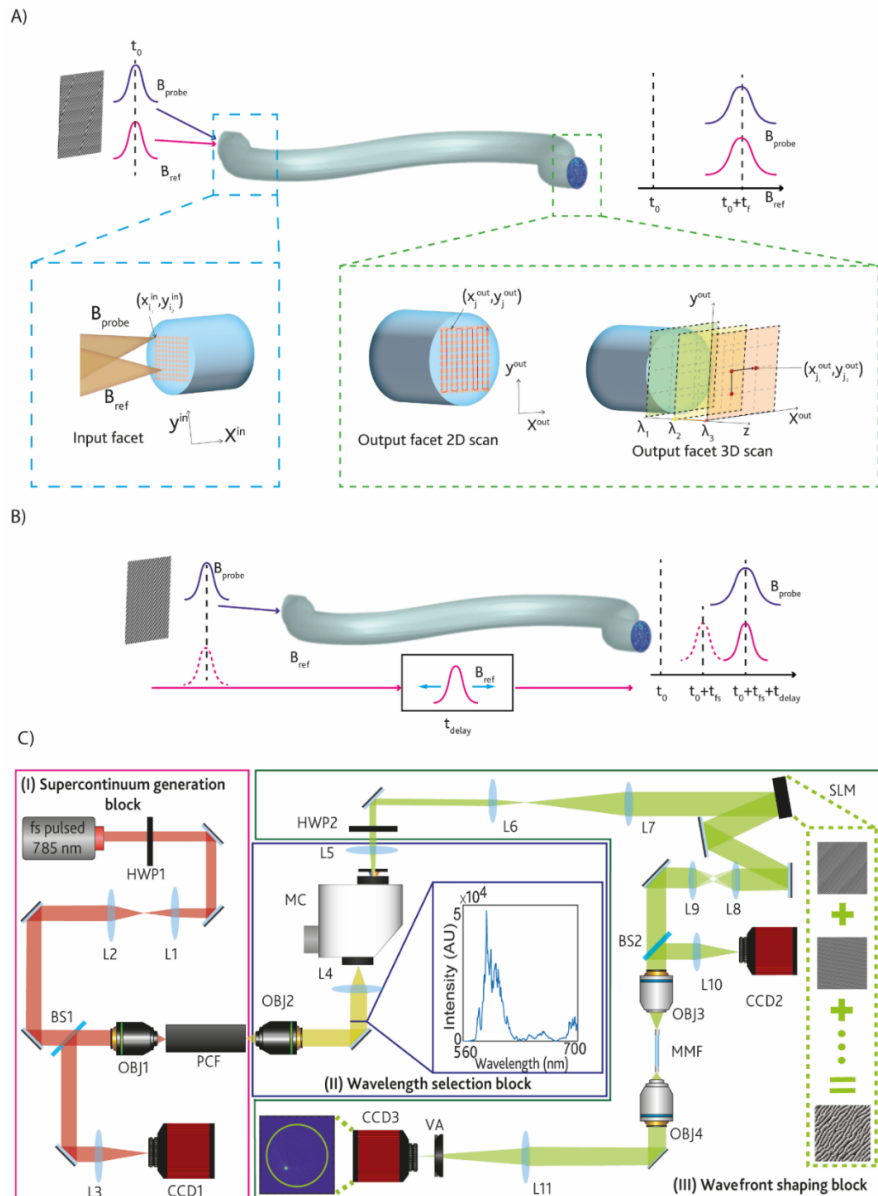 A)
t0
Bprobe
Bref
Bprobe
t0
t0+tf
Bref
(xi1in,yi2in)
Bprobe
Bref
yin
Xin
Input facet
(xjout,yjout)
yout
Xout
Output facet 2D scan
yout
(xj1out,yj2out)
λ1
λ2
λ3
z
Xout
Output facet 3D scan
B)
Bprobe
Bref
Bref
tdelay
Bprobe
t0
t0+tfs
t0+tfs+tdelay
C)
(I) Supercontinuum generation
block
fs pulsed
785 nm
HWP1
L2
L1
BS1
OBJ1
PCF
OBJ2
L3
CCD1
HWP2
L5
MC
L4
×10⁴
5
0
Intensity (AU)
560
700
Wavelength (nm)
(II) Wavelength selection block
L6
L7
SLM
L9
L8
BS2
L10
CCD2
OBJ3
MMF
OBJ4
CCD3
VA
L11
+
+
=
(III) Wavefront shaping block